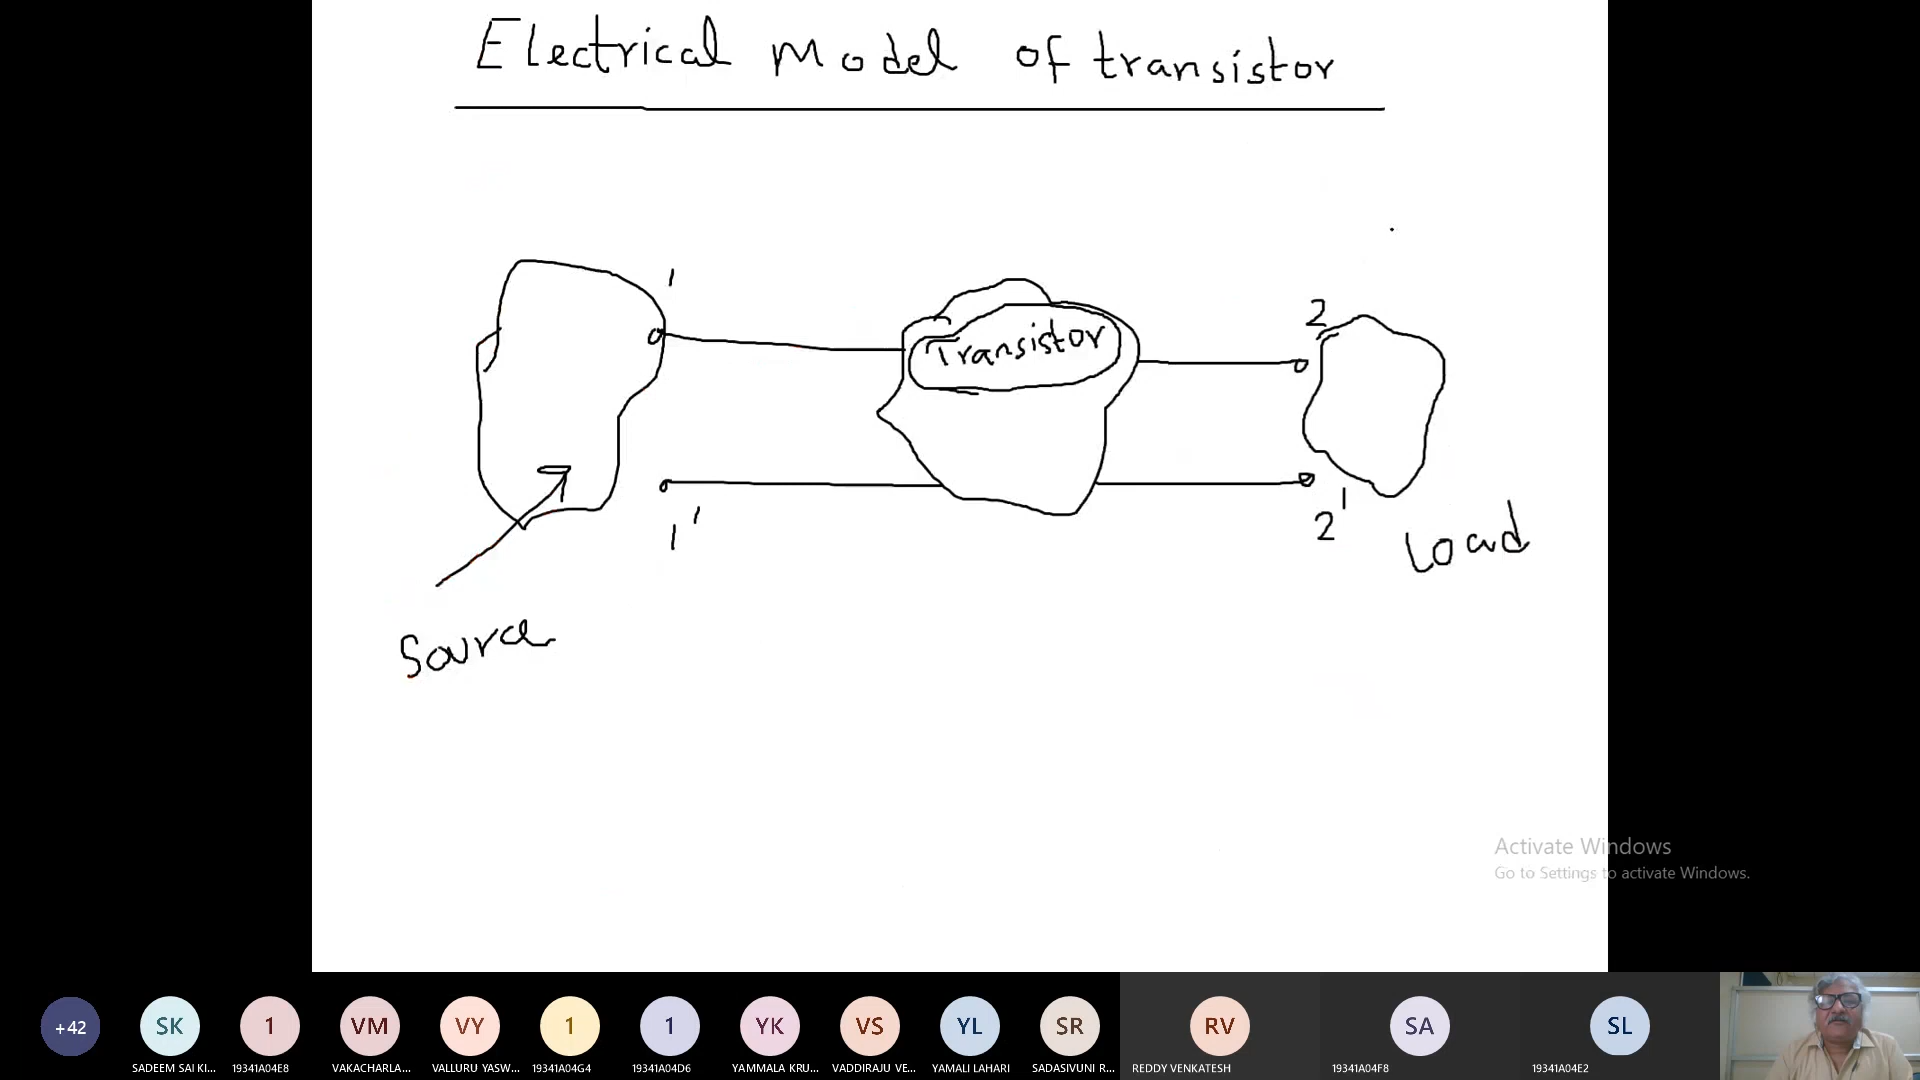 Electrical Model of transistor
1
2
Transistor
1'
2'
Load
Source
Activate Windows
Go to Settings to activate Windows.
+42
SK
1
VM
VY
1
1
YK
VS
YL
SR
RV
SA
SL
SADEEM SAI KI...
19341A04E8
VAKACHARLA...
VALLURU YASW...
19341A04G4
19341A04D6
YAMMALA KRU...
VADDIRAJU VE...
YAMALI LAHARI
SADASIVUNI R...
REDDY VENKATESH
19341A04F8
19341A04E2